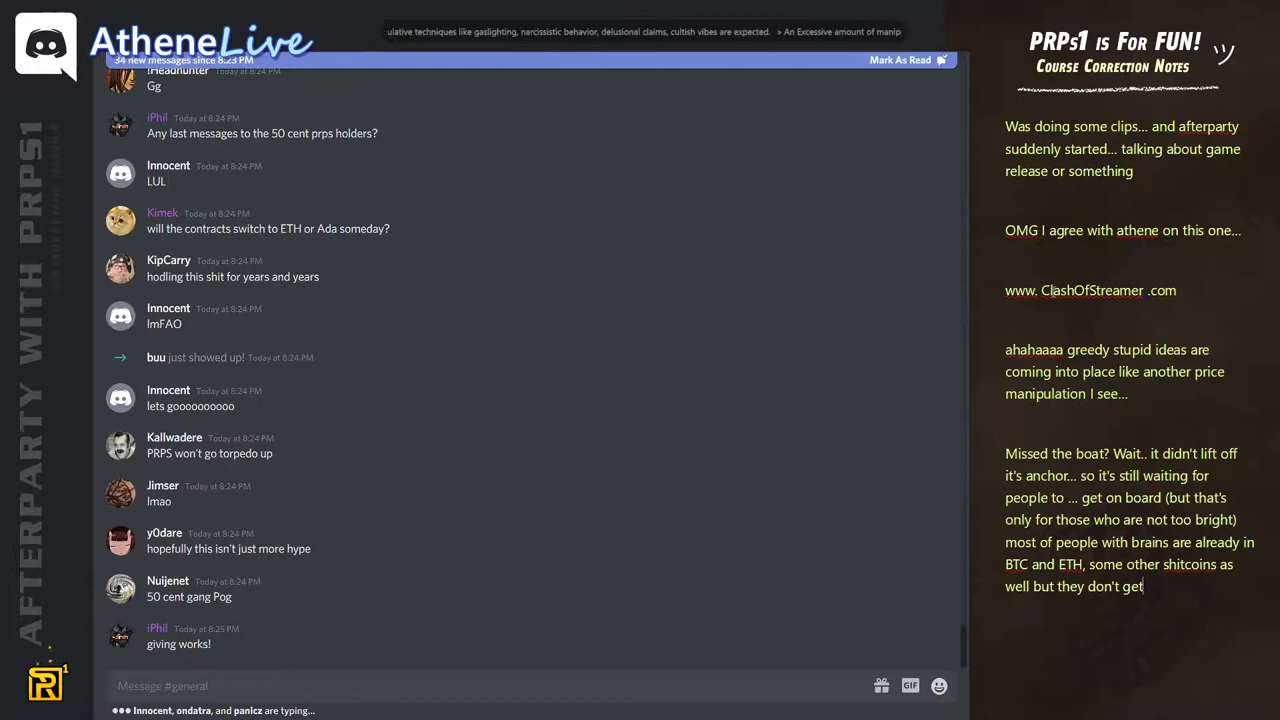 AtheneLive
ulative techniques like gaslighting, narcissistic behavior, delusional claims, cultish vibes are expected. » An Excessive amount of manip
34 new messages since 8:23 PM
Mark As Read
!Headhunter Today at 8:24 PM
Gg
iPhil Today at 8:24 PM
Any last messages to the 50 cent prps holders?
Innocent Today at 8:24 PM
LUL
Kimek Today at 8:24 PM
will the contracts switch to ETH or Ada someday?
KipCarry Today at 8:24 PM
hodling this shit for years and years
Innocent Today at 8:24 PM
lmFAO
buu just showed up! Today at 8:24 PM
Innocent Today at 8:24 PM
lets goooooooooo
Kallwadere Today at 8:24 PM
PRPS won't go torpedo up
Jimser Today at 8:24 PM
lmao
y0dare Today at 8:24 PM
hopefully this isn't just more hype
Nuijenet Today at 8:24 PM
50 cent gang Pog
iPhil Today at 8:25 PM
giving works!
Message #general
GIF
Innocent, ondatra, and panicz are typing...
AFTERPARTY WITH PRPS1
R1
PRPs1 is For FUN!
Course Correction Notes
ツ
Was doing some clips... and afterparty
suddenly started... talking about game
release or something
OMG I agree with athene on this one...
www. ClashOfStreamer .com
ahahaaaa greedy stupid ideas are
coming into place like another price
manipulation I see...
Missed the boat? Wait.. it didn't lift off
it's anchor... so it's still waiting for
people to ... get on board (but that's
only for those who are not too bright)
most of people with brains are already in
BTC and ETH, some other shitcoins as
well but they don't get